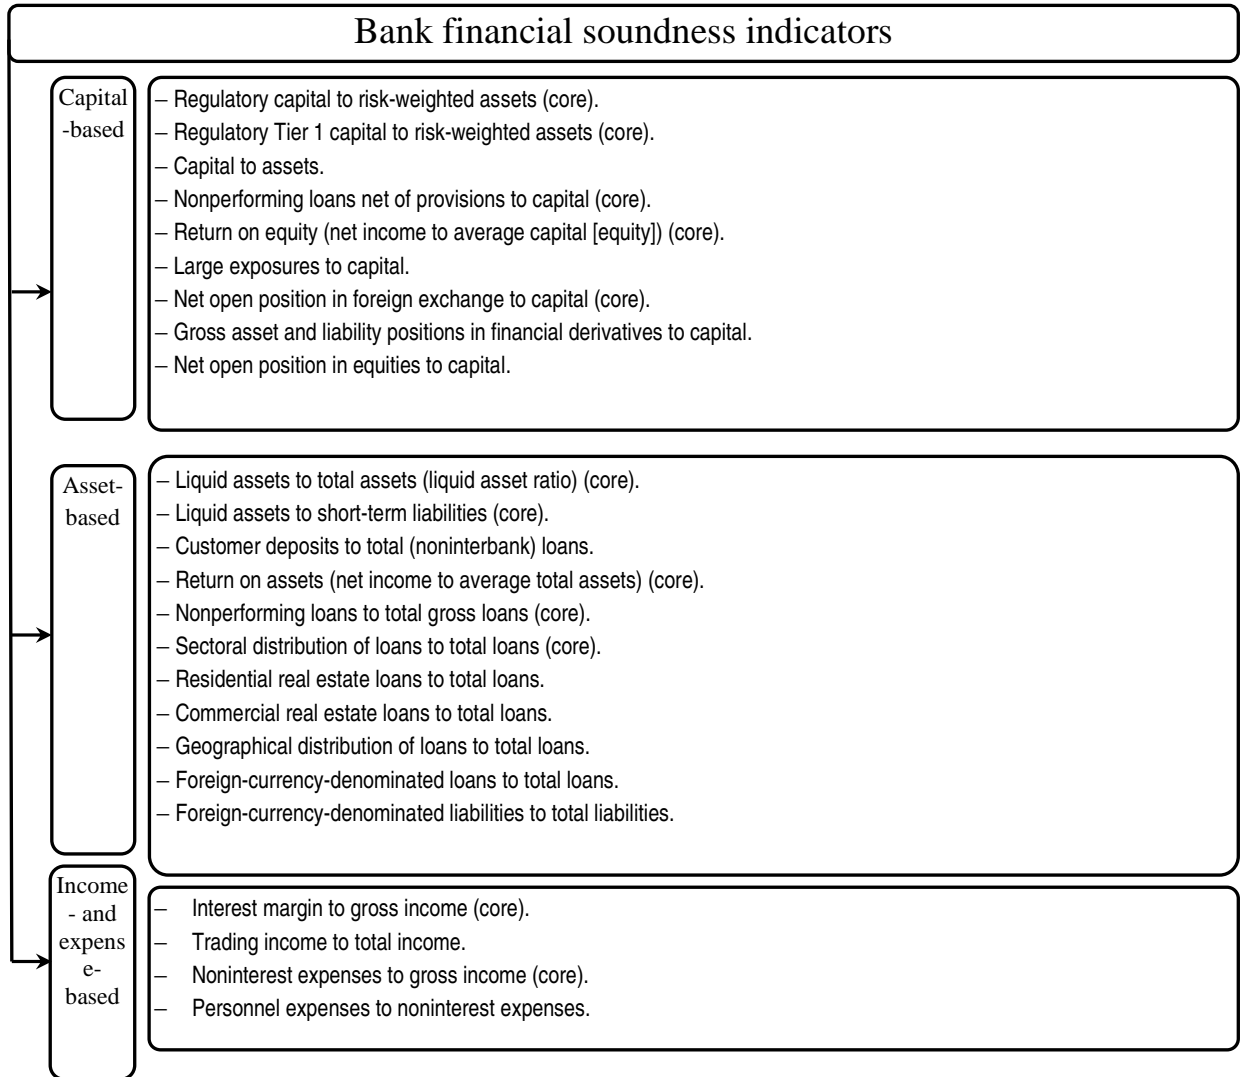 Bank financial soundness indicators
Capital
-based
– Regulatory capital to risk-weighted assets (core).
– Regulatory Tier 1 capital to risk-weighted assets (core).
– Capital to assets.
– Nonperforming loans net of provisions to capital (core).
– Return on equity (net income to average capital [equity]) (core).
– Large exposures to capital.
– Net open position in foreign exchange to capital (core).
– Gross asset and liability positions in financial derivatives to capital.
– Net open position in equities to capital.
Asset-
based
– Liquid assets to total assets (liquid asset ratio) (core).
– Liquid assets to short-term liabilities (core).
– Customer deposits to total (noninterbank) loans.
– Return on assets (net income to average total assets) (core).
– Nonperforming loans to total gross loans (core).
– Sectoral distribution of loans to total loans (core).
– Residential real estate loans to total loans.
– Commercial real estate loans to total loans.
– Geographical distribution of loans to total loans.
– Foreign-currency-denominated loans to total loans.
– Foreign-currency-denominated liabilities to total liabilities.
Income
- and
expens
e-
based
– Interest margin to gross income (core).
– Trading income to total income.
– Noninterest expenses to gross income (core).
– Personnel expenses to noninterest expenses.